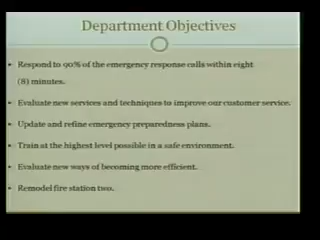 Department Objectives
• Respond to 90% of the emergency response calls within eight
(8) minutes.
• Evaluate new services and techniques to improve our customer service.
• Update and refine emergency preparedness plans.
• Train at the highest level possible in a safe environment.
• Evaluate new ways of becoming more efficient.
• Remodel fire station two.